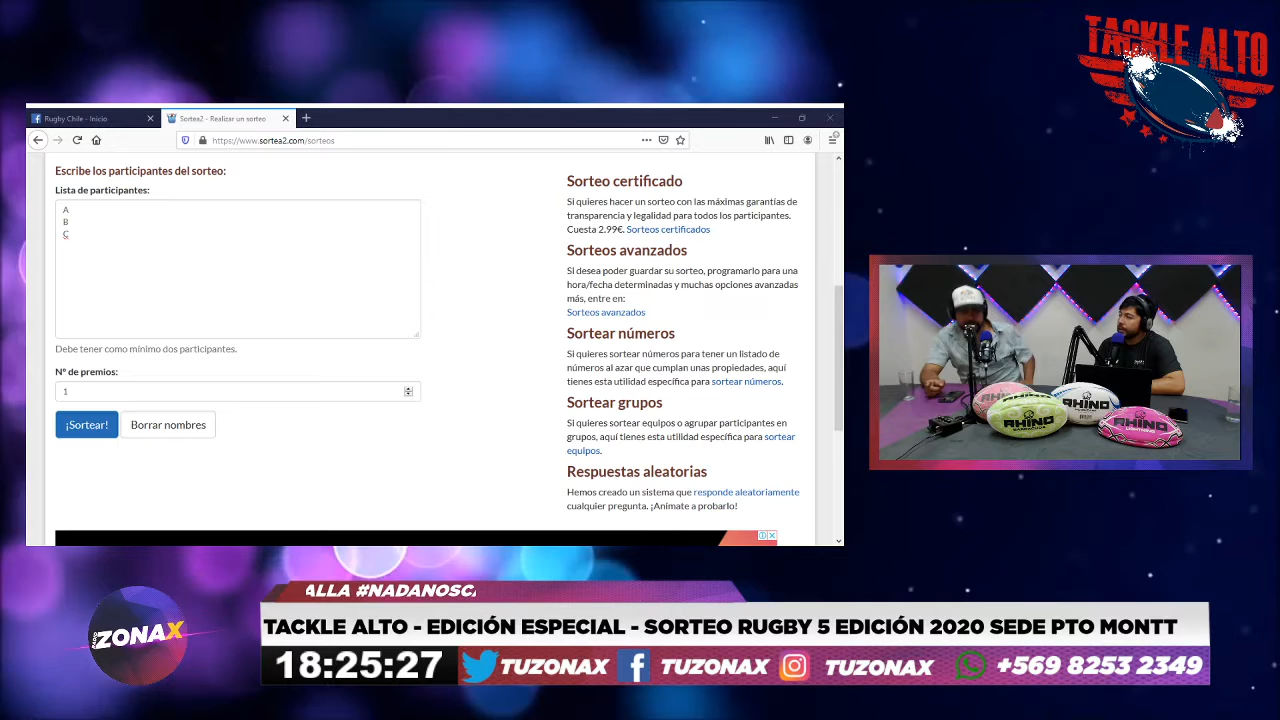 TACKLE ALTO
Rugby Chile - Inicio
Sortea2 - Realizar un sorteo
https://www.sortea2.com/sorteos
Escribe los participantes del sorteo:
Lista de participantes:
A
B
C
Debe tener como mínimo dos participantes.
Nº de premios:
1
¡Sortear!
Borrar nombres
Sorteo certificado
Si quieres hacer un sorteo con las máximas garantías de
transparencia y legalidad para todos los participantes.
Cuesta 2.99€. Sorteos certificados
Sorteos avanzados
Si desea poder guardar su sorteo, programarlo para una
hora/fecha determinadas y muchas opciones avanzadas
más, entre en:
Sorteos avanzados
Sortear números
Si quieres sortear números para tener un listado de
números al azar que cumplan unas propiedades, aquí
tienes esta utilidad específica para sortear números.
Sortear grupos
Si quieres sortear equipos o agrupar participantes en
grupos, aquí tienes esta utilidad específica para sortear
equipos.
Respuestas aleatorias
Hemos creado un sistema que responde aleatoriamente
cualquier pregunta. ¡Anímate a probarlo!
RHINO
RHINO
RHINO
RADIO ZONAX
ALLA #NADANOSC
TACKLE ALTO - EDICIÓN ESPECIAL - SORTEO RUGBY 5 EDICIÓN 2020 SEDE PTO MONTT
18:25:27
TUZONAX
TUZONAX
TUZONAX
+569 8253 2349